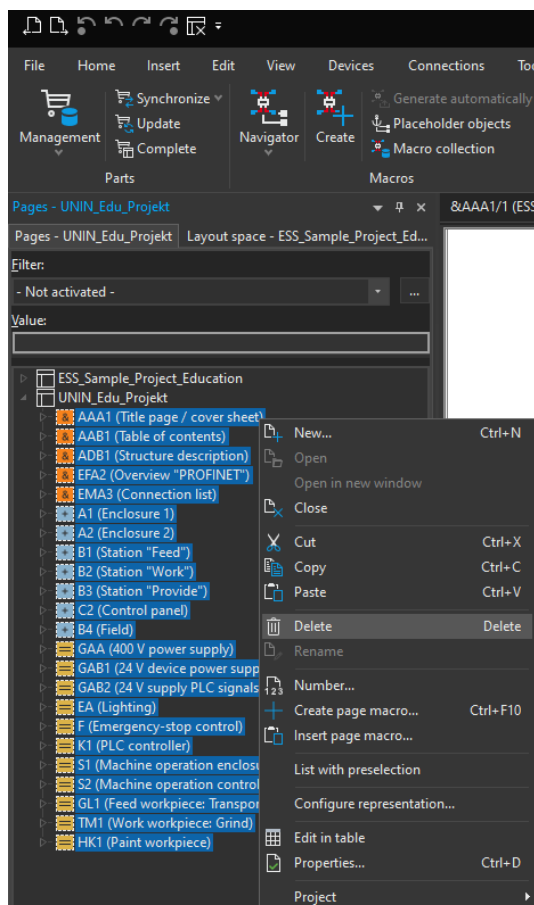 File Home Insert Edit View Devices Connections
Management
Synchronize
Update
Complete
Parts
Navigator
Create
Generate automatically
Placeholder objects
Macro collection
Macros
Pages - UNIN_Edu_Projekt
&AAA1/1 (ESS
Pages - UNIN_Edu_Projekt Layout space - ESS_Sample_Project_Ed...
Filter:
- Not activated -
...
Value:
ESS_Sample_Project_Education
UNIN_Edu_Projekt
& AAA1 (Title page / cover sheet)
& AAB1 (Table of contents)
& ADB1 (Structure description)
& EFA2 (Overview "PROFINET")
& EMA3 (Connection list)
A1 (Enclosure 1)
A2 (Enclosure 2)
B1 (Station "Feed")
B2 (Station "Work")
B3 (Station "Provide")
C2 (Control panel)
B4 (Field)
GAA (400 V power supply)
GAB1 (24 V device power supp
GAB2 (24 V supply PLC signals
EA (Lighting)
F (Emergency-stop control)
K1 (PLC controller)
S1 (Machine operation enclosu
S2 (Machine operation control
GL1 (Feed workpiece: Transpor
TM1 (Work workpiece: Grind)
HK1 (Paint workpiece)
New... Ctrl+N
Open
Open in new window
Close
Cut Ctrl+X
Copy Ctrl+C
Paste Ctrl+V
Delete Delete
Rename
123 Number...
Create page macro... Ctrl+F10
Insert page macro...
List with preselection
Configure representation...
Edit in table
Properties... Ctrl+D
Project